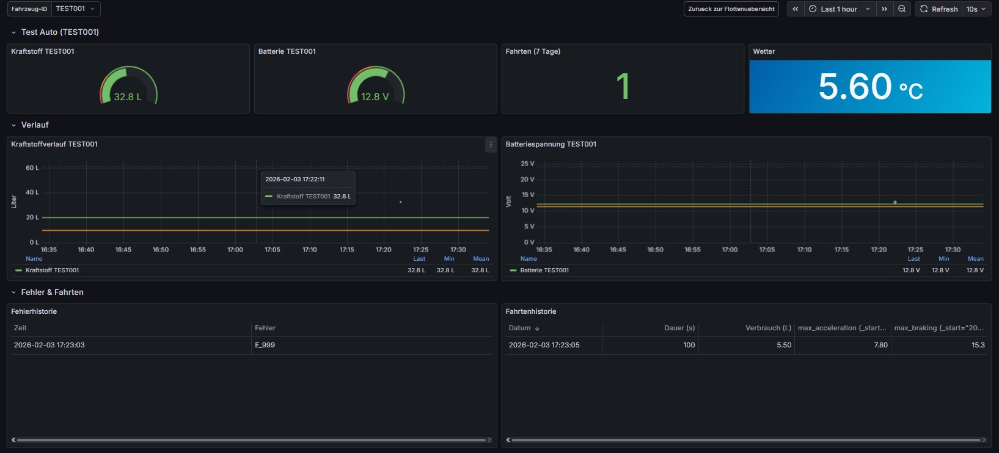 Fahrzeug-ID TEST001 Zurueck zur Flottenuebersicht Last 1 hour Refresh 10s
Test Auto (TEST001)
Kraftstoff TEST001
32.8 L
Batterie TEST001
12.8 V
Fahrten (7 Tage)
1
Wetter
5.60 °C
Verlauf
Kraftstoffverlauf TEST001
Liter
60 L
40 L
20 L
0 L
2026-02-03 17:22:11
Kraftstoff TEST001 32.8 L
16:35 16:40 16:45 16:50 16:55 17:00 17:05 17:10 17:15 17:20 17:25 17:30
Name Last Min Mean
Kraftstoff TEST001 32.8 L 32.8 L 32.8 L
Batteriespannung TEST001
Volt
25 V
20 V
15 V
10 V
5 V
0 V
16:35 16:40 16:45 16:50 16:55 17:00 17:05 17:10 17:15 17:20 17:25 17:30
Name Last Min Mean
Batterie TEST001 12.8 V 12.8 V 12.8 V
Fehler & Fahrten
Fehlerhistorie
Zeit Fehler
2026-02-03 17:23:03 E_999
Fahrtenhistorie
Datum Dauer (s) Verbrauch (L) max_acceleration {_start... max_braking {_start="20...
2026-02-03 17:23:05 100 5.50 7.80 15.3